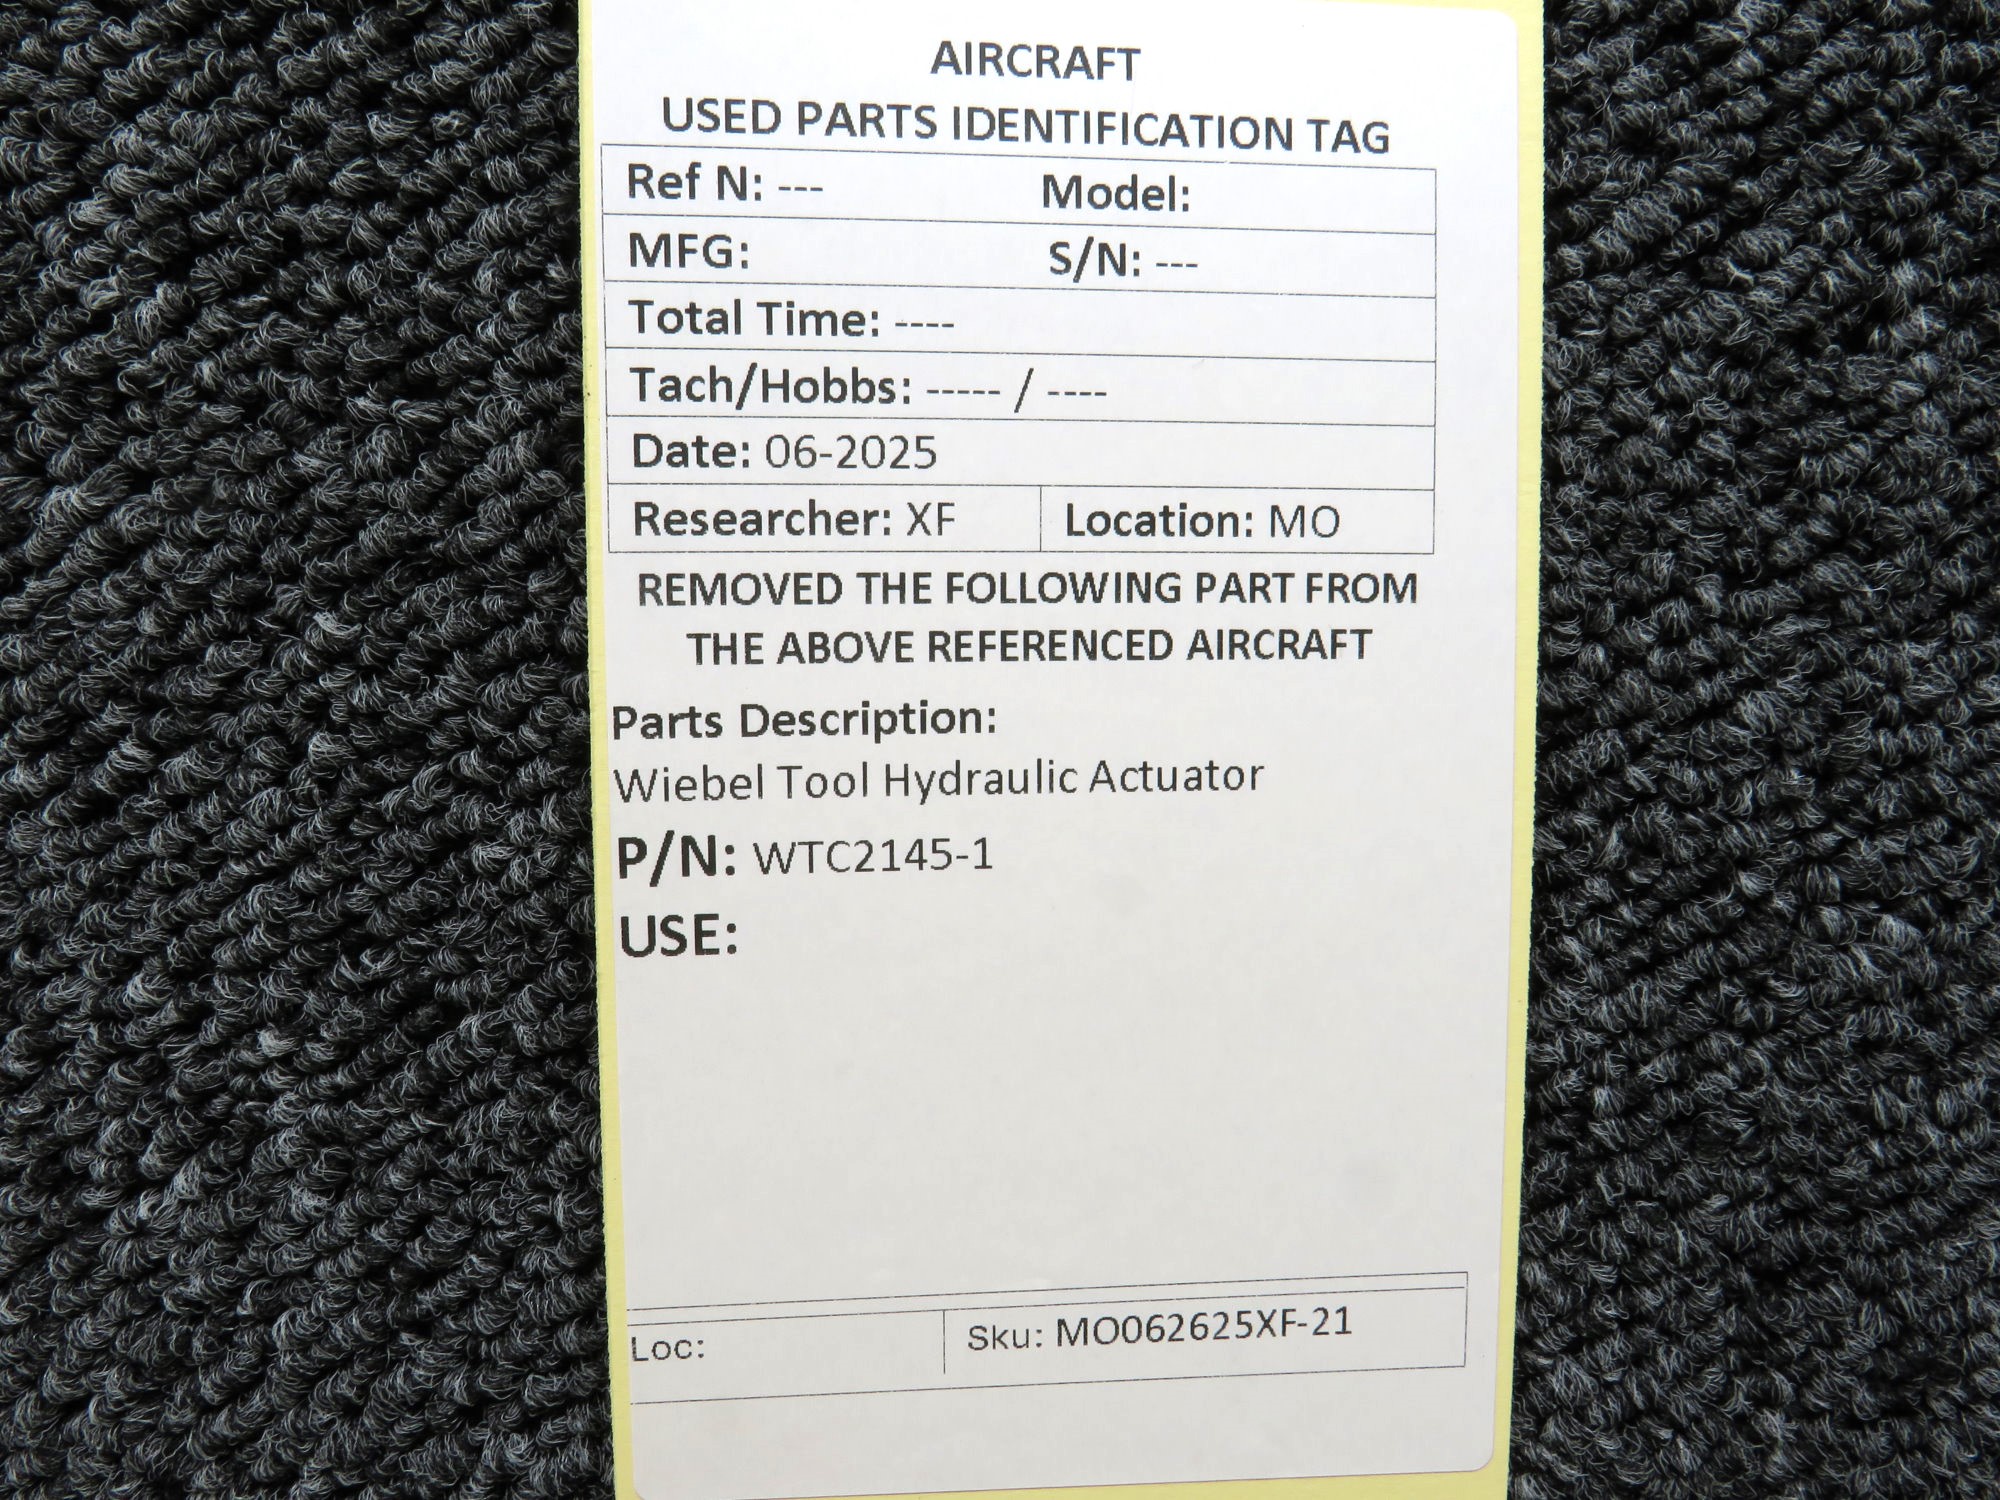 AIRCRAFT
USED PARTS IDENTIFICATION TAG
Ref N: --- Model:
MFG: S/N: ---
Total Time: ----
Tach/Hobbs: ----- / ----
Date: 06-2025
Researcher: XF Location: MO
REMOVED THE FOLLOWING PART FROM
THE ABOVE REFERENCED AIRCRAFT
Parts Description:
Wiebel Tool Hydraulic Actuator
P/N: WTC2145-1
USE:
Loc: Sku: MO062625XF-21